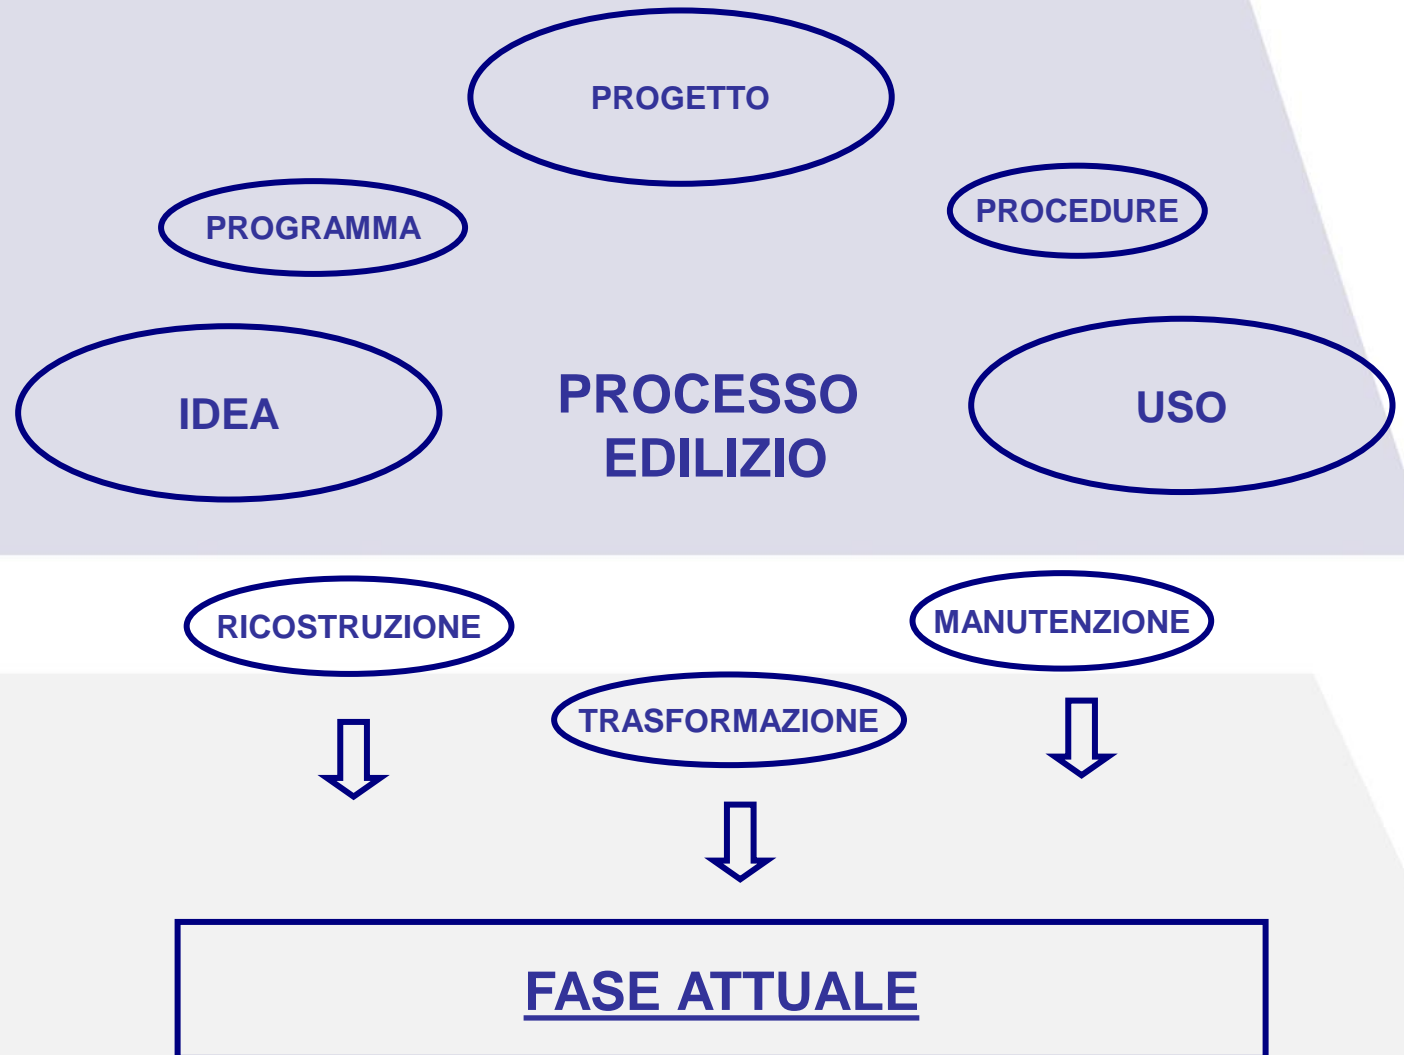 PROGETTO
PROGRAMMA
PROCEDURE
IDEA
PROCESSO
EDILIZIO
USO
RICOSTRUZIONE
MANUTENZIONE
TRASFORMAZIONE
FASE ATTUALE